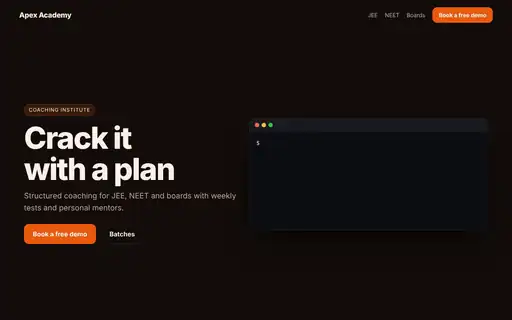 Apex Academy
JEE NEET Boards Book a free demo
COACHING INSTITUTE
Crack it
with a plan
Structured coaching for JEE, NEET and boards with weekly
tests and personal mentors.
Book a free demo Batches
$